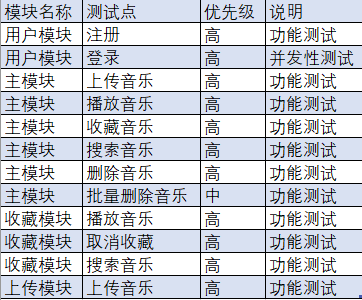 模块名称 测试点 优先级 说明
用户模块 注册 高 功能测试
用户模块 登录 高 并发性测试
主模块 上传音乐 高 功能测试
主模块 播放音乐 高 功能测试
主模块 收藏音乐 高 功能测试
主模块 搜索音乐 高 功能测试
主模块 删除音乐 高 功能测试
主模块 批量删除音乐 中 功能测试
收藏模块 播放音乐 高 功能测试
收藏模块 取消收藏 高 功能测试
收藏模块 搜索音乐 高 功能测试
上传模块 上传音乐 高 功能测试